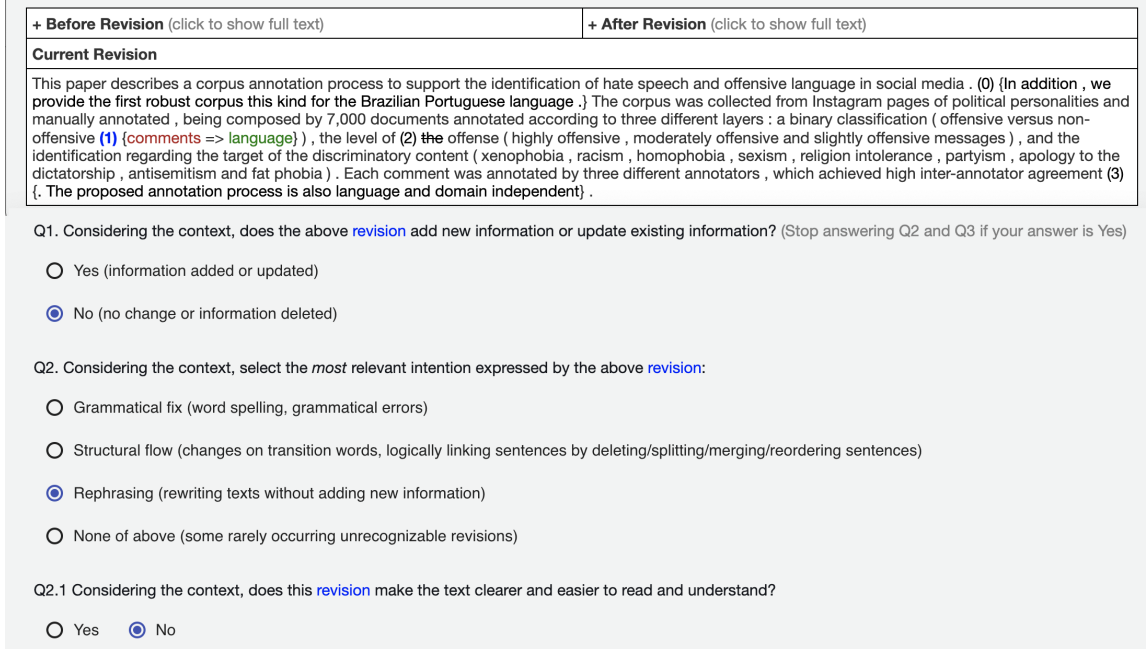 + Before Revision (click to show full text) + After Revision (click to show full text)
Current Revision
This paper describes a corpus annotation process to support the identification of hate speech and offensive language in social media . (0) {In addition , we
provide the first robust corpus this kind for the Brazilian Portuguese language .} The corpus was collected from Instagram pages of political personalities and
manually annotated , being composed by 7,000 documents annotated according to three different layers : a binary classification ( offensive versus non-
offensive (1) {comments => language} ) , the level of (2) the offense ( highly offensive , moderately offensive and slightly offensive messages ) , and the
identification regarding the target of the discriminatory content ( xenophobia , racism , homophobia , sexism , religion intolerance , partyism , apology to the
dictatorship , antisemitism and fat phobia ) . Each comment was annotated by three different annotators , which achieved high inter-annotator agreement (3)
{. The proposed annotation process is also language and domain independent} .
Q1. Considering the context, does the above revision add new information or update existing information? (Stop answering Q2 and Q3 if your answer is Yes)
Yes (information added or updated)
No (no change or information deleted)
Q2. Considering the context, select the most relevant intention expressed by the above revision:
Grammatical fix (word spelling, grammatical errors)
Structural flow (changes on transition words, logically linking sentences by deleting/splitting/merging/reordering sentences)
Rephrasing (rewriting texts without adding new information)
None of above (some rarely occurring unrecognizable revisions)
Q2.1 Considering the context, does this revision make the text clearer and easier to read and understand?
Yes No